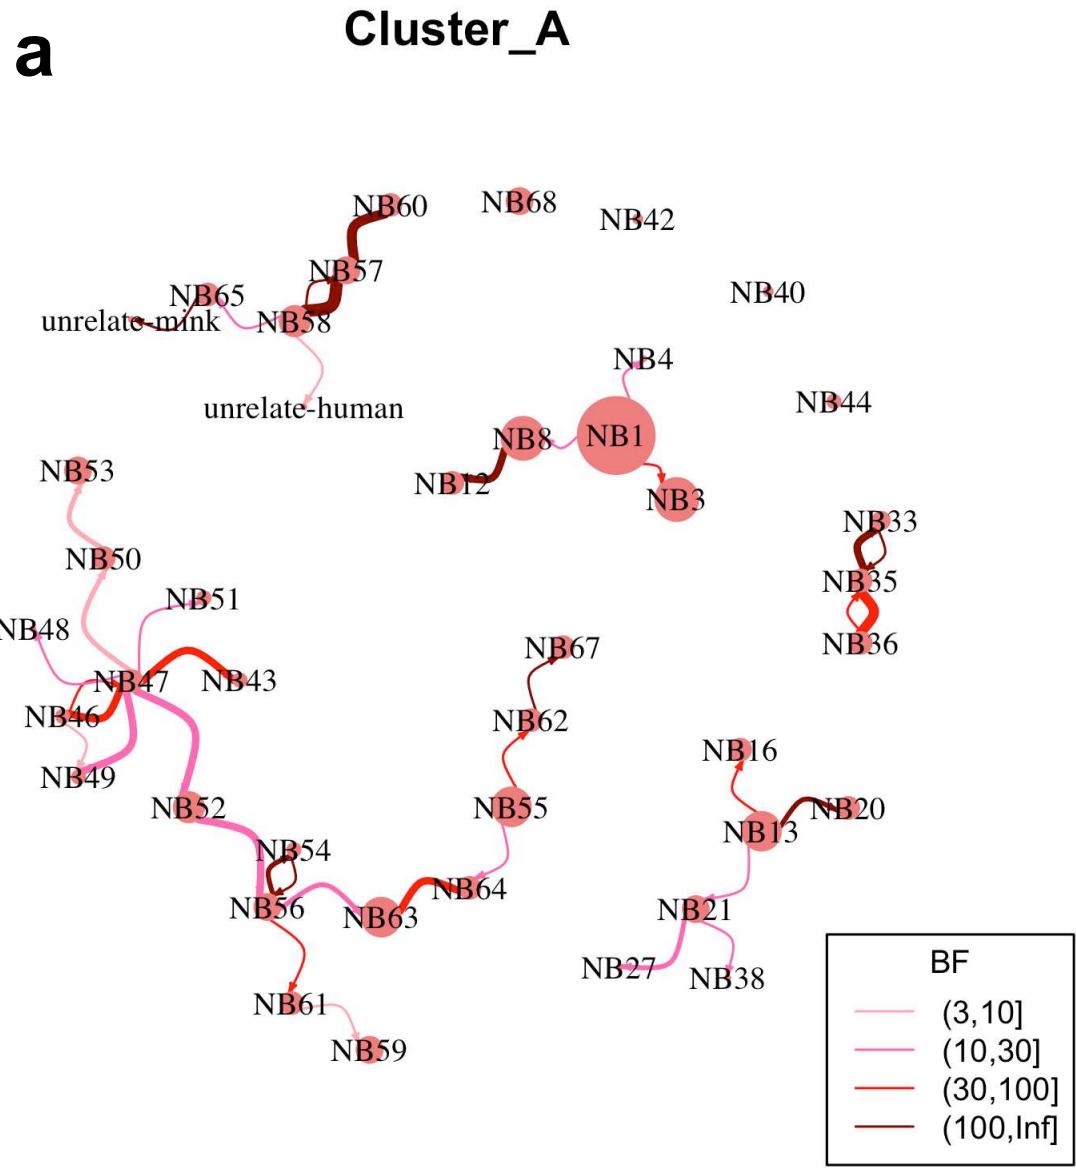 Cluster_A
a
NB60
NB68
NB42
NB57
NB65
NB40
unrelate-mink
NB58
NB4
unrelate-human
NB44
NB8
NB1
NB53
NB12
NB3
NB33
NB50
NB35
NB51
NB48
NB36
NB67
NB47
NB43
NB46
NB62
NB16
NB49
NB52
NB55
NB20
NB13
NB54
NB64
NB56
NB63
NB21
NB27
NB38
NB61
NB59
BF
(3,10]
(10,30]
(30,100]
(100,Inf]